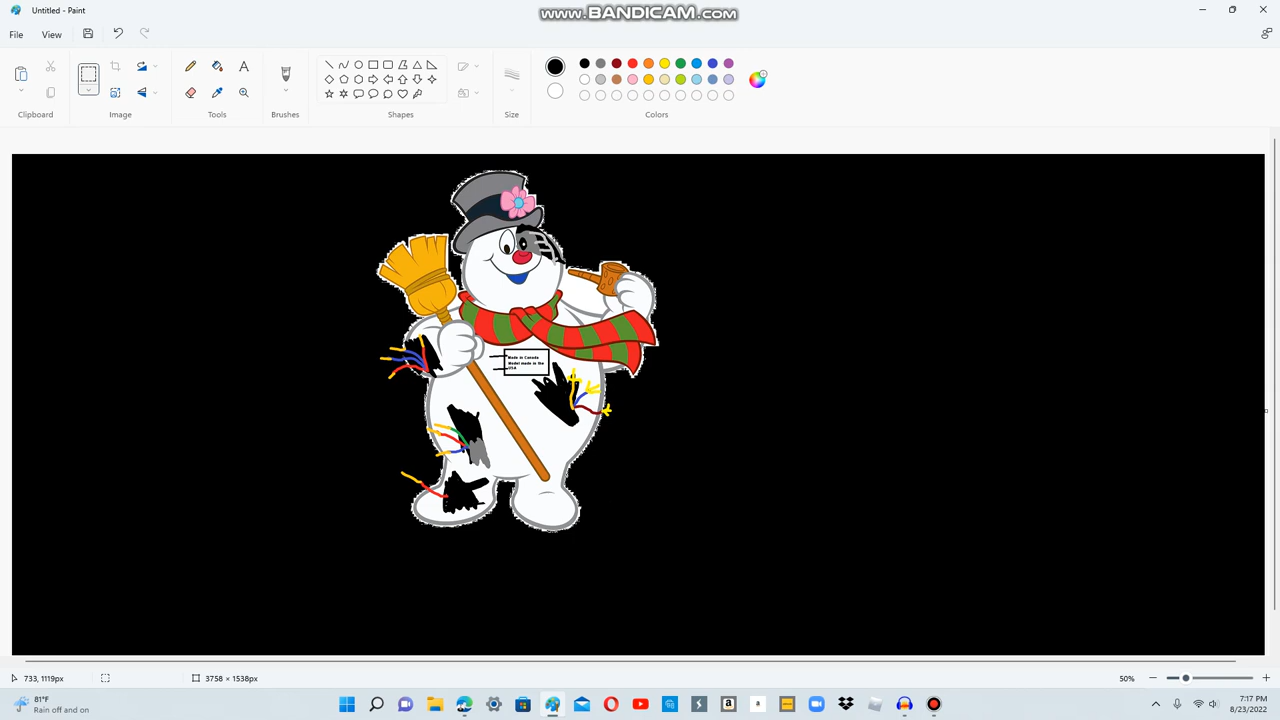 Untitled - Paint
www.BANDICAM.com
File
View
Clipboard
Image
Tools
Brushes
Shapes
Size
Colors
Made in Canada
Model made in the
USA
733, 1119px
3758 × 1538px
50%
81°F
Rain off and on
7:17 PM
8/23/2022